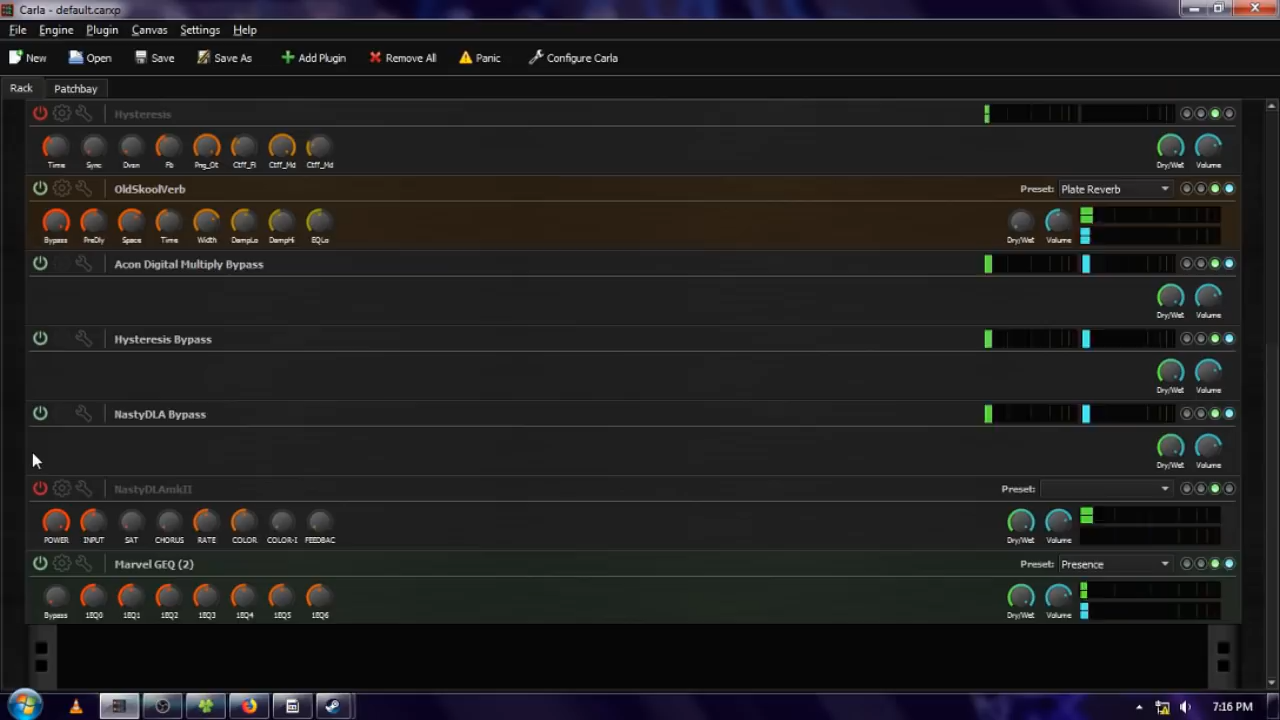 Carla - default.carxp
File Engine Plugin Canvas Settings Help
New Open Save Save As Add Plugin Remove All Panic Configure Carla
Rack Patchbay
Hysteresis
Time Sync Dvsn Fb Png_Ot Ctff_Fl Ctff_Md Ctff_Md Dry/Wet Volume
OldSkoolVerb Preset: Plate Reverb
Bypass PreDly Space Time Width DampLo DampHi EQLo Dry/Wet Volume
Acon Digital Multiply Bypass
Dry/Wet Volume
Hysteresis Bypass
Dry/Wet Volume
NastyDLA Bypass
Dry/Wet Volume
NastyDLAmkII Preset:
POWER INPUT SAT CHORUS RATE COLOR COLOR-I FEEDBAC Dry/Wet Volume
Marvel GEQ (2) Preset: Presence
Bypass 1EQ0 1EQ1 1EQ2 1EQ3 1EQ4 1EQ5 1EQ6 Dry/Wet Volume
7:16 PM